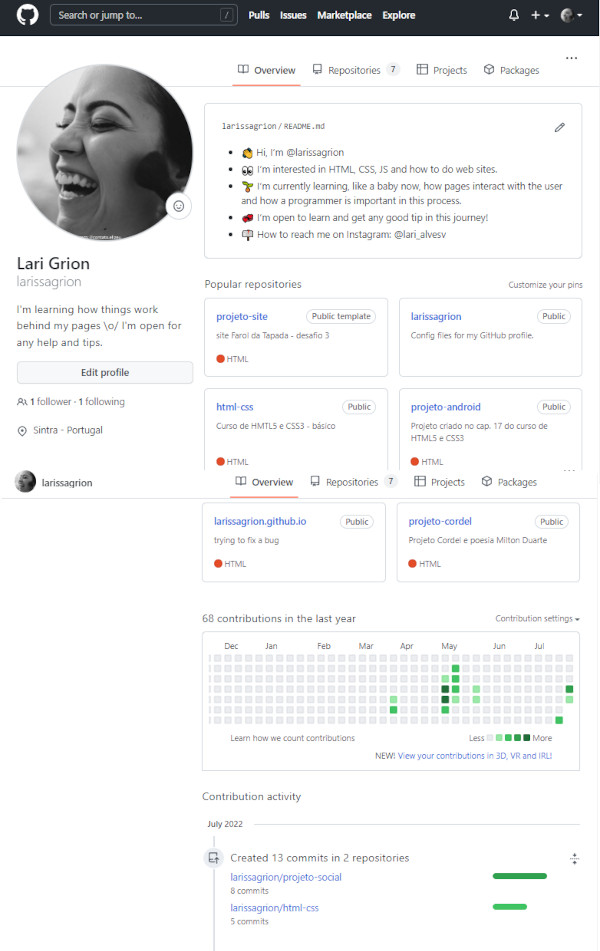 Search or jump to... /
Pulls Issues Marketplace Explore
Overview Repositories 7 Projects Packages
larissagrion/README.md
Hi, I'm @larissagrion
I'm interested in HTML, CSS, JS and how to do web sites.
I'm currently learning, like a baby now, how pages interact with the user
and how a programmer is important in this process.
I'm open to learn and get any good tip in this journey!
How to reach me on Instagram: @lari_alvesv
Lari Grion
larissagrion
I'm learning how things work
behind my pages \o/ I'm open for
any help and tips.
Edit profile
1 follower · 1 following
Sintra - Portugal
Popular repositories
Customize your pins
projeto-site Public template
site Farol da Tapada - desafio 3
HTML
larissagrion Public
Config files for my GitHub profile.
html-css Public
Curso de HMTL5 e CSS3 - básico
HTML
projeto-android Public
Projeto criado no cap. 17 do curso de
HTML5 e CSS3
HTML
larissagrion
Overview Repositories 7 Projects Packages
larissagrion.github.io Public
trying to fix a bug
HTML
projeto-cordel Public
Projeto Cordel e poesia Milton Duarte
HTML
68 contributions in the last year
Contribution settings
Dec Jan Feb Mar Apr May Jun Jul
Learn how we count contributions
Less More
NEW! View your contributions in 3D, VR and IRL!
Contribution activity
July 2022
Created 13 commits in 2 repositories
larissagrion/projeto-social
8 commits
larissagrion/html-css
5 commits